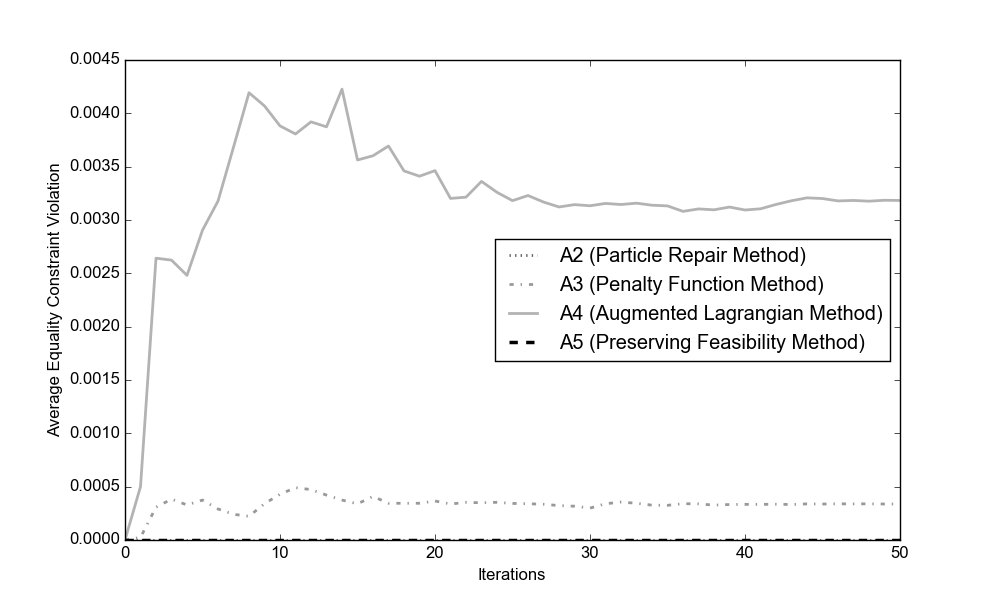 0.0045
0.0040
0.0035
0.0030
0.0025
0.0020
0.0015
0.0010
0.0005
0.0000
Average Equality Constraint Violation
A2 (Particle Repair Method)
A3 (Penalty Function Method)
A4 (Augmented Lagrangian Method)
A5 (Preserving Feasibility Method)
0 10 20 30 40 50
Iterations